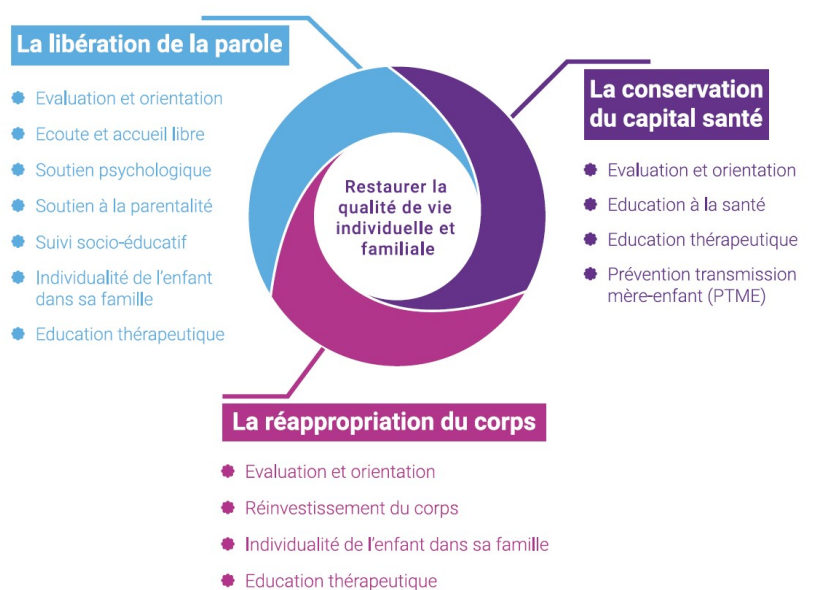 La libération de la parole
Evaluation et orientation
Ecoute et accueil libre
Soutien psychologique
Soutien à la parentalité
Suivi socio-éducatif
Individualité de l'enfant
dans sa famille
Education thérapeutique
Restaurer la
qualité de vie
individuelle et
familiale
La conservation
du capital santé
Evaluation et orientation
Education à la santé
Education thérapeutique
Prévention transmission
mère-enfant (PTME)
La réappropriation du corps
Evaluation et orientation
Réinvestissement du corps
Individualité de l'enfant dans sa famille
Education thérapeutique